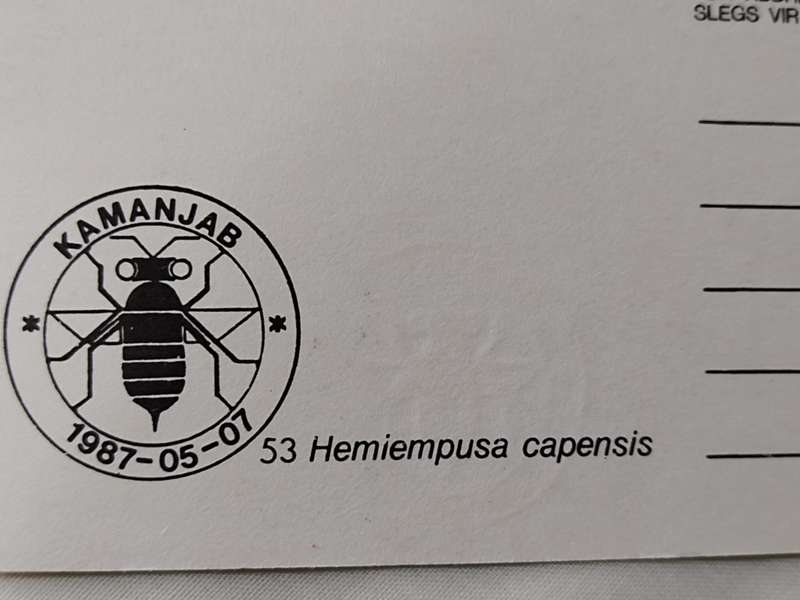 SLEGS VIR
KAMANJAB
* *
1987-05-07
53 Hemiempusa capensis